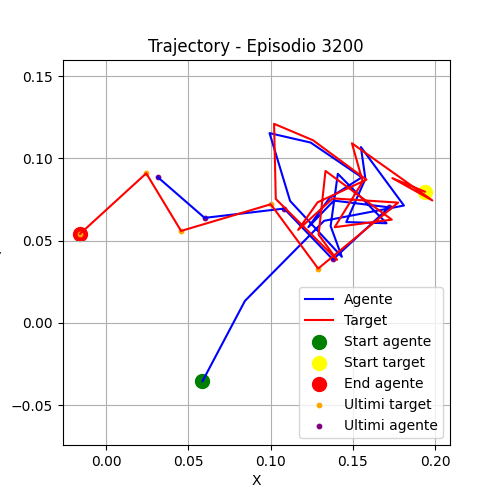 Trajectory - Episodio 3200
0.15
0.10
0.05
0.00
−0.05
0.00
0.05
0.10
0.15
0.20
X
Agente
Target
Start agente
Start target
End agente
Ultimi target
Ultimi agente